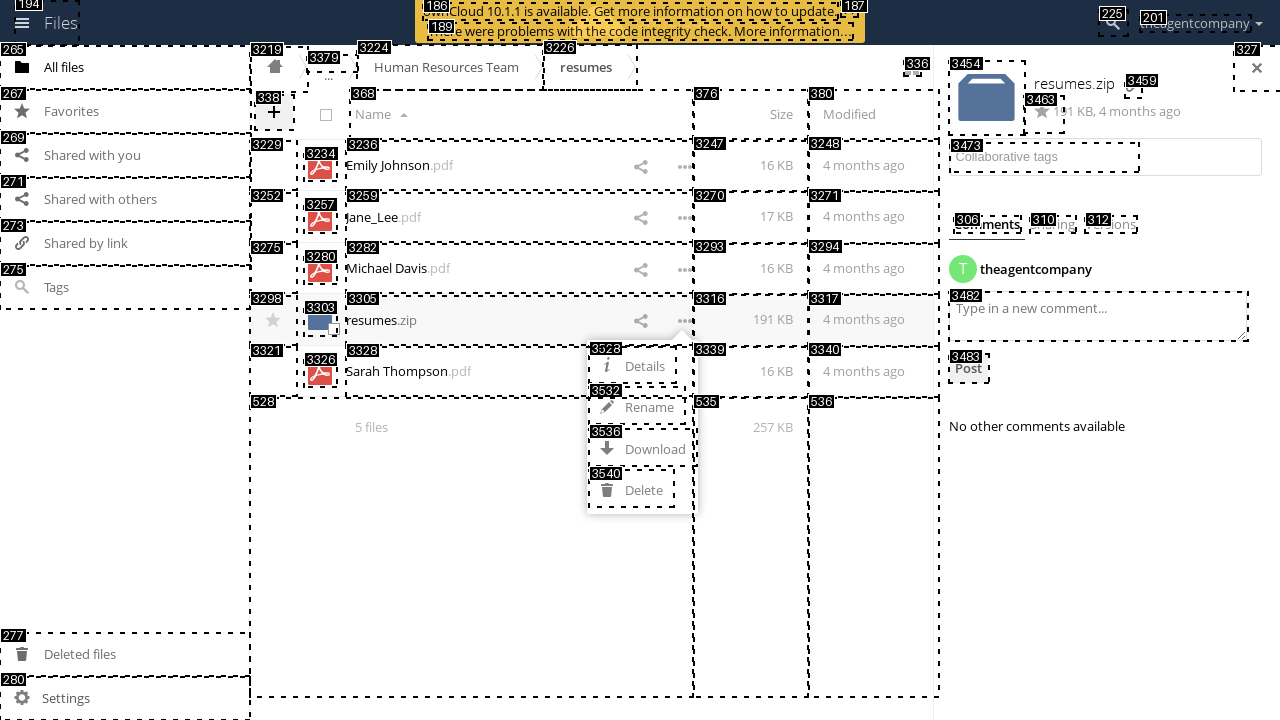 194
Files
186
ownCloud 10.1.1 is available. Get more information on how to update.
187
189
There were problems with the code integrity check. More information…
225
201
theagentcompany
265
All files
267
Favorites
269
Shared with you
271
Shared with others
273
Shared by link
275
Tags
277
Deleted files
280
Settings
3219
3379
...
3224
Human Resources Team
3226
resumes
336
338
+
368
Name
376
Size
380
Modified
3229
3234
3236
Emily Johnson.pdf
3247
16 KB
3248
4 months ago
3252
3257
3259
Jane_Lee.pdf
3270
17 KB
3271
4 months ago
3275
3280
3282
Michael Davis.pdf
3293
16 KB
3294
4 months ago
3298
3303
3305
resumes.zip
3316
191 KB
3317
4 months ago
3321
3326
3328
Sarah Thompson.pdf
3339
16 KB
3340
4 months ago
3528
Details
3532
Rename
3536
Download
3540
Delete
528
5 files
535
257 KB
536
327
3454
resumes.zip
3459
3463
191 KB, 4 months ago
3473
Collaborative tags
306
Comments
310
Sharing
312
Versions
T
theagentcompany
3482
Type in a new comment...
3483
Post
No other comments available